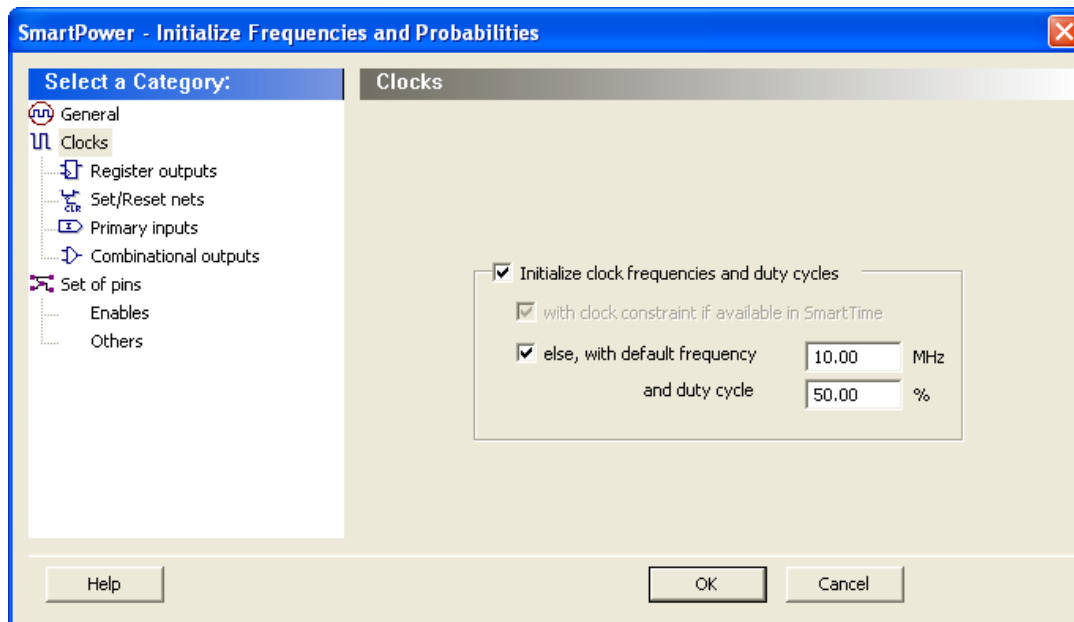 SmartPower - Initialize Frequencies and Probabilities
Select a Category:
General
Clocks
Register outputs
CLR
Set/Reset nets
Primary inputs
Combinational outputs
Set of pins
Enables
Others
Clocks
Initialize clock frequencies and duty cycles
with clock constraint if available in SmartTime
else, with default frequency 10.00 MHz
and duty cycle 50.00 %
Help OK Cancel